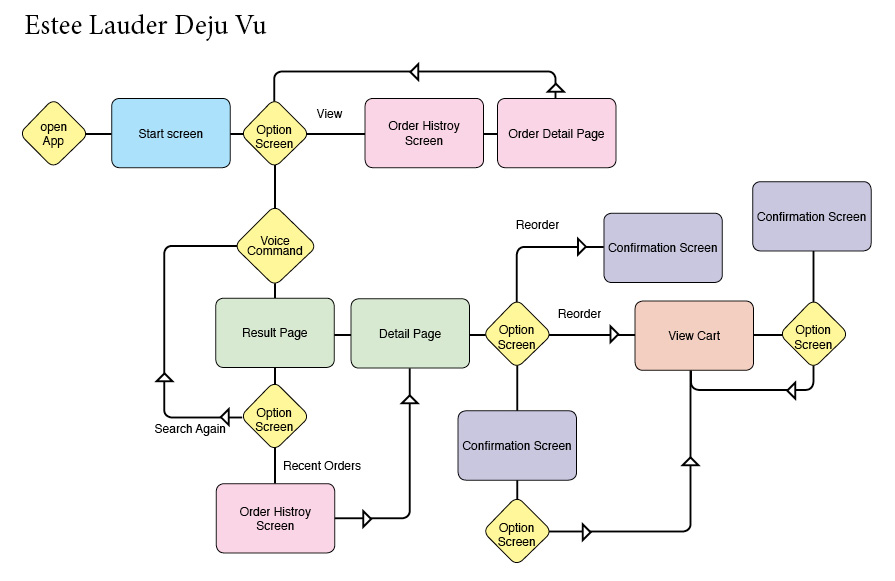 Estee Lauder Deju Vu
open
App
Start screen
Option
Screen
View
Order Histroy
Screen
Order Detail Page
Voice
Command
Reorder
Confirmation Screen
Confirmation Screen
Result Page
Detail Page
Option
Screen
Reorder
View Cart
Option
Screen
Search Again
Option
Screen
Recent Orders
Confirmation Screen
Order Histroy
Screen
Option
Screen